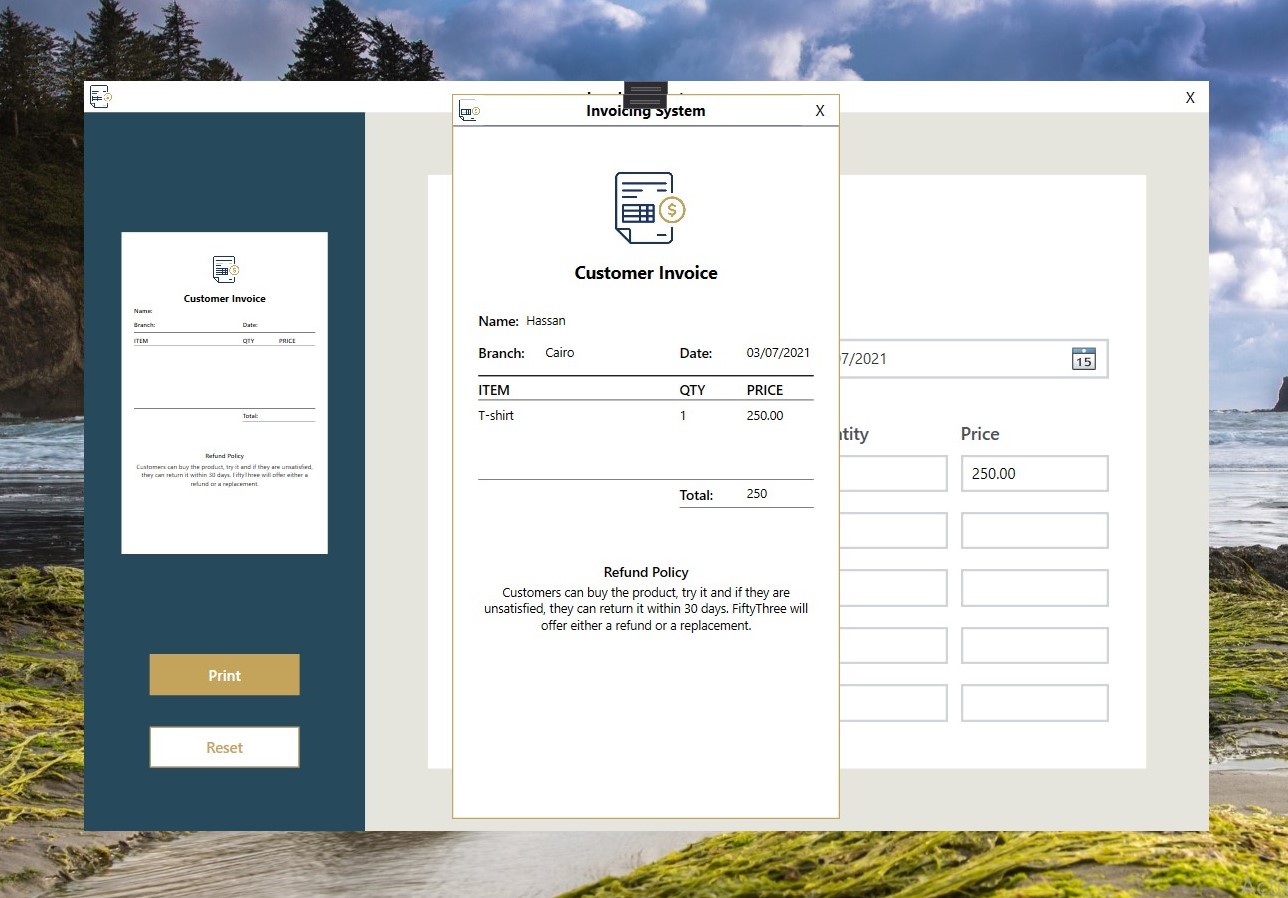 Invoicing System
X
X
Customer Invoice
Name:
Branch:
Date:
ITEM QTY PRICE
Total:
Refund Policy
Customers can buy the product, try it and if they are unsatisfied,
they can return it within 30 days. FiftyThree will offer either a
refund or a replacement.
Print
Reset
Customer Invoice
Name: Hassan
Branch: Cairo Date: 03/07/2021
ITEM QTY PRICE
T-shirt 1 250.00
Total: 250
Refund Policy
Customers can buy the product, try it and if they are
unsatisfied, they can return it within 30 days. FiftyThree will
offer either a refund or a replacement.
7/2021
15
ntity Price
250.00